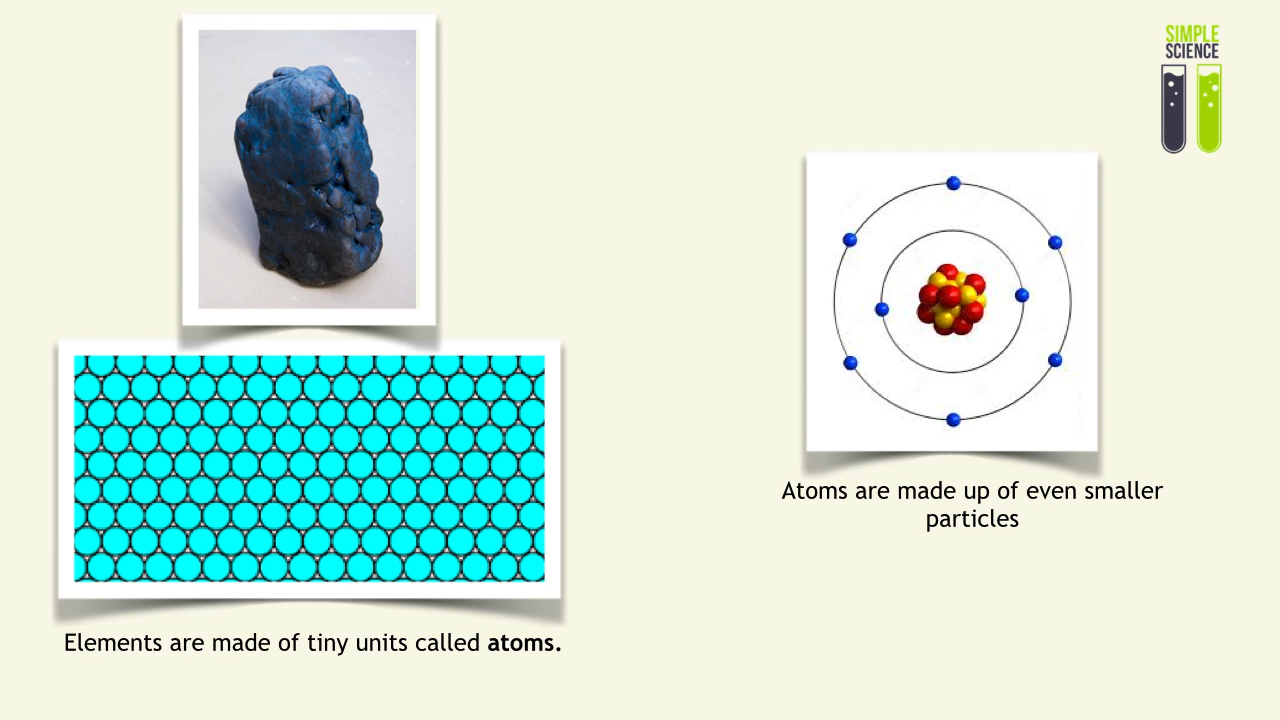 SIMPLE
SCIENCE
Atoms are made up of even smaller
particles
Elements are made of tiny units called atoms.